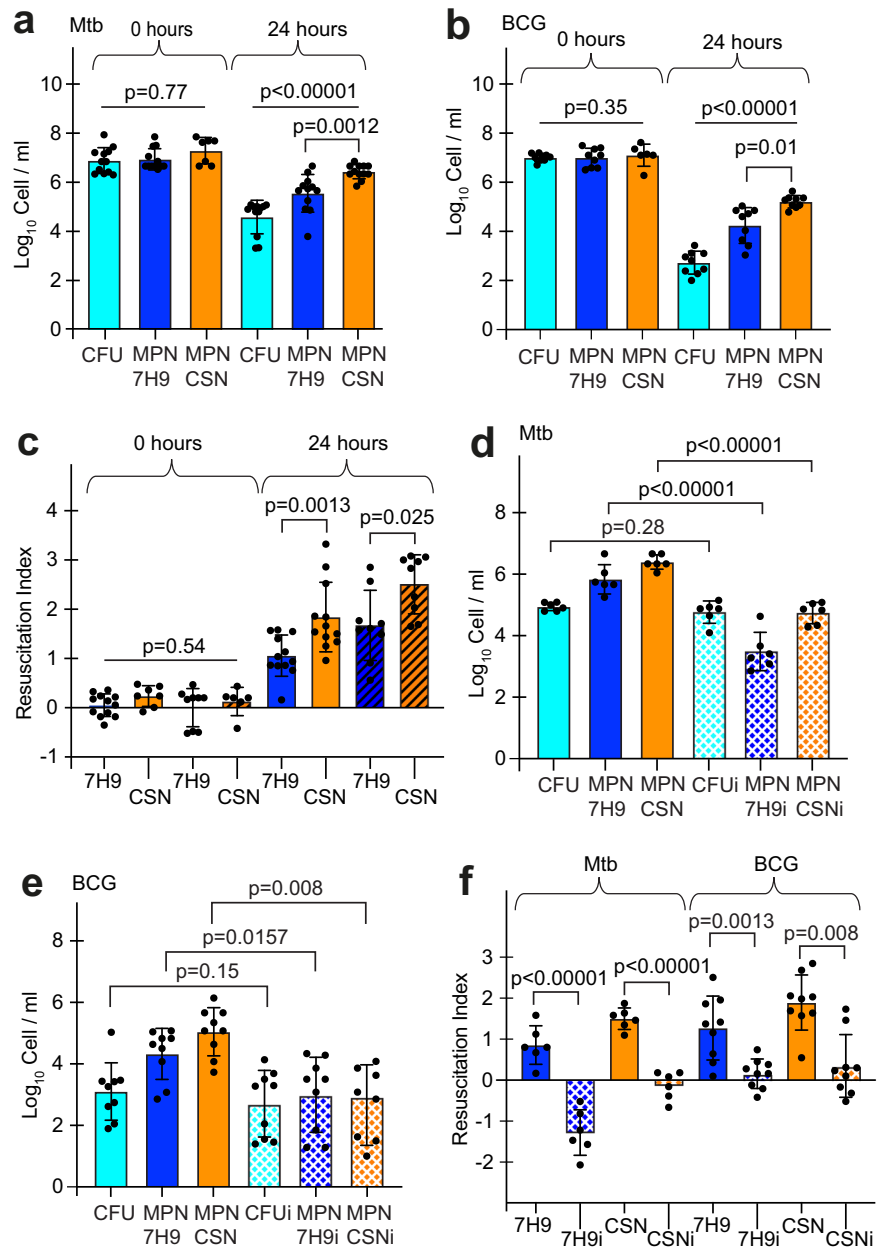 a Mtb
0 hours 24 hours
p=0.77 p<0.00001
p=0.0012
Log10 Cell / ml
10
8
6
4
2
0
CFU MPN 7H9 MPN CSN CFU MPN 7H9 MPN CSN
b BCG
0 hours 24 hours
p=0.35 p<0.00001
p=0.01
Log10 Cell / ml
10
8
6
4
2
0
CFU MPN 7H9 MPN CSN CFU MPN 7H9 MPN CSN
c
0 hours 24 hours
p=0.0013
p=0.025
p=0.54
Resuscitation Index
4
3
2
1
0
-1
7H9 CSN 7H9 CSN 7H9 CSN 7H9 CSN
d Mtb
p<0.00001
p<0.00001
p=0.28
Log10 Cell / ml
8
6
4
2
0
CFU MPN 7H9 MPN CSN CFUi MPN 7H9i MPN CSNi
e BCG
p=0.008
p=0.0157
p=0.15
Log10 Cell / ml
8
6
4
2
0
CFU MPN 7H9 MPN CSN CFUi MPN 7H9i MPN CSNi
f
Mtb BCG
p=0.0013
p=0.008
p<0.00001 p<0.00001
Resuscitation Index
3
2
1
0
-1
-2
7H9 7H9i CSN CSNi 7H9 7H9i CSN CSNi